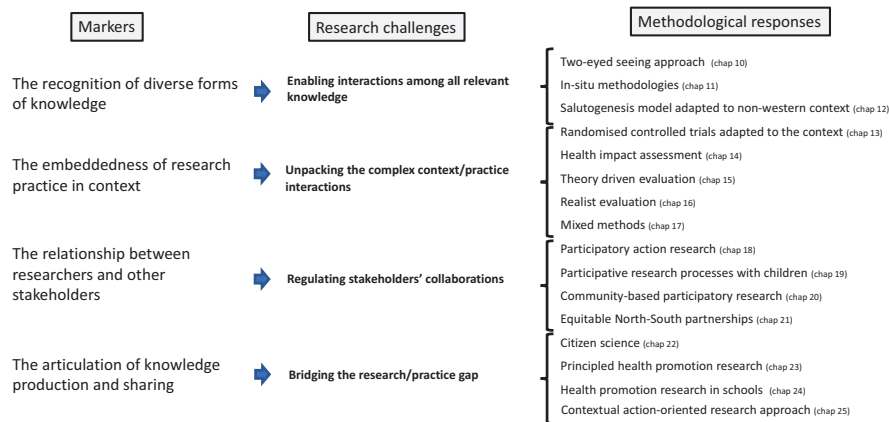 Markers
Research challenges
Methodological responses
The recognition of diverse forms
of knowledge
Enabling interactions among all relevant
knowledge
Two-eyed seeing approach (chap 10)
In-situ methodologies (chap 11)
Salutogenesis model adapted to non-western context (chap 12)
The embeddedness of research
practice in context
Unpacking the complex context/practice
interactions
Randomised controlled trials adapted to the context (chap 13)
Health impact assessment (chap 14)
Theory driven evaluation (chap 15)
Realist evaluation (chap 16)
Mixed methods (chap 17)
The relationship between
researchers and other
stakeholders
Regulating stakeholders' collaborations
Participatory action research (chap 18)
Participative research processes with children (chap 19)
Community-based participatory research (chap 20)
Equitable North-South partnerships (chap 21)
The articulation of knowledge
production and sharing
Bridging the research/practice gap
Citizen science (chap 22)
Principled health promotion research (chap 23)
Health promotion research in schools (chap 24)
Contextual action-oriented research approach (chap 25)